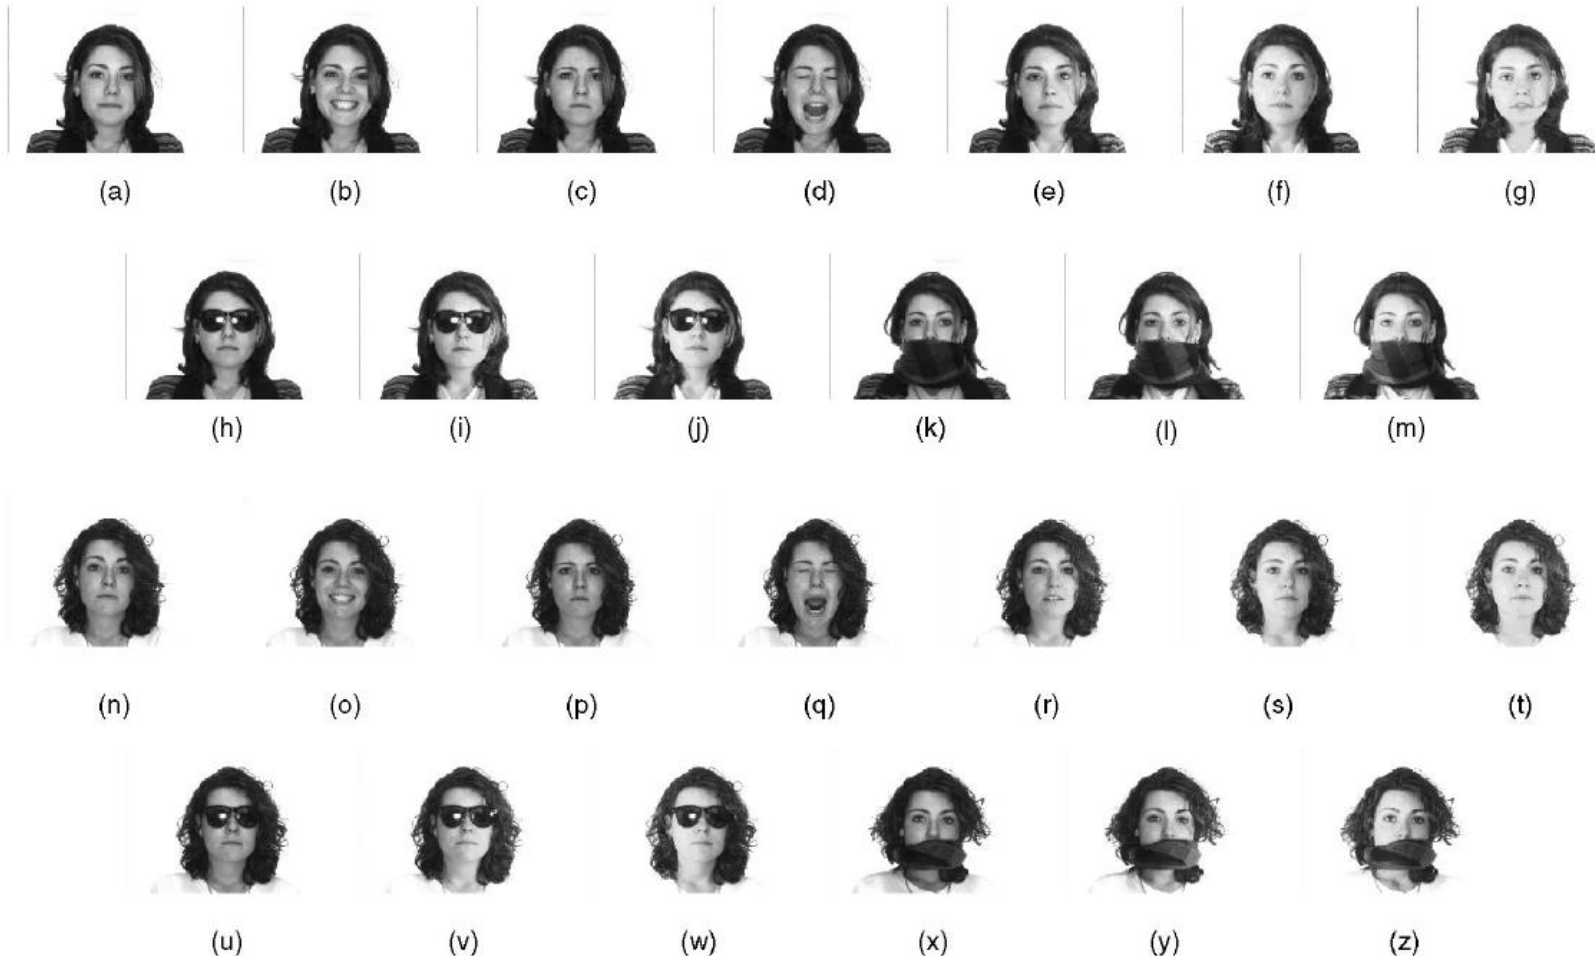 (a) (b) (c) (d) (e) (f) (g)
(h) (i) (j) (k) (l) (m)
(n) (o) (p) (q) (r) (s) (t)
(u) (v) (w) (x) (y) (z)